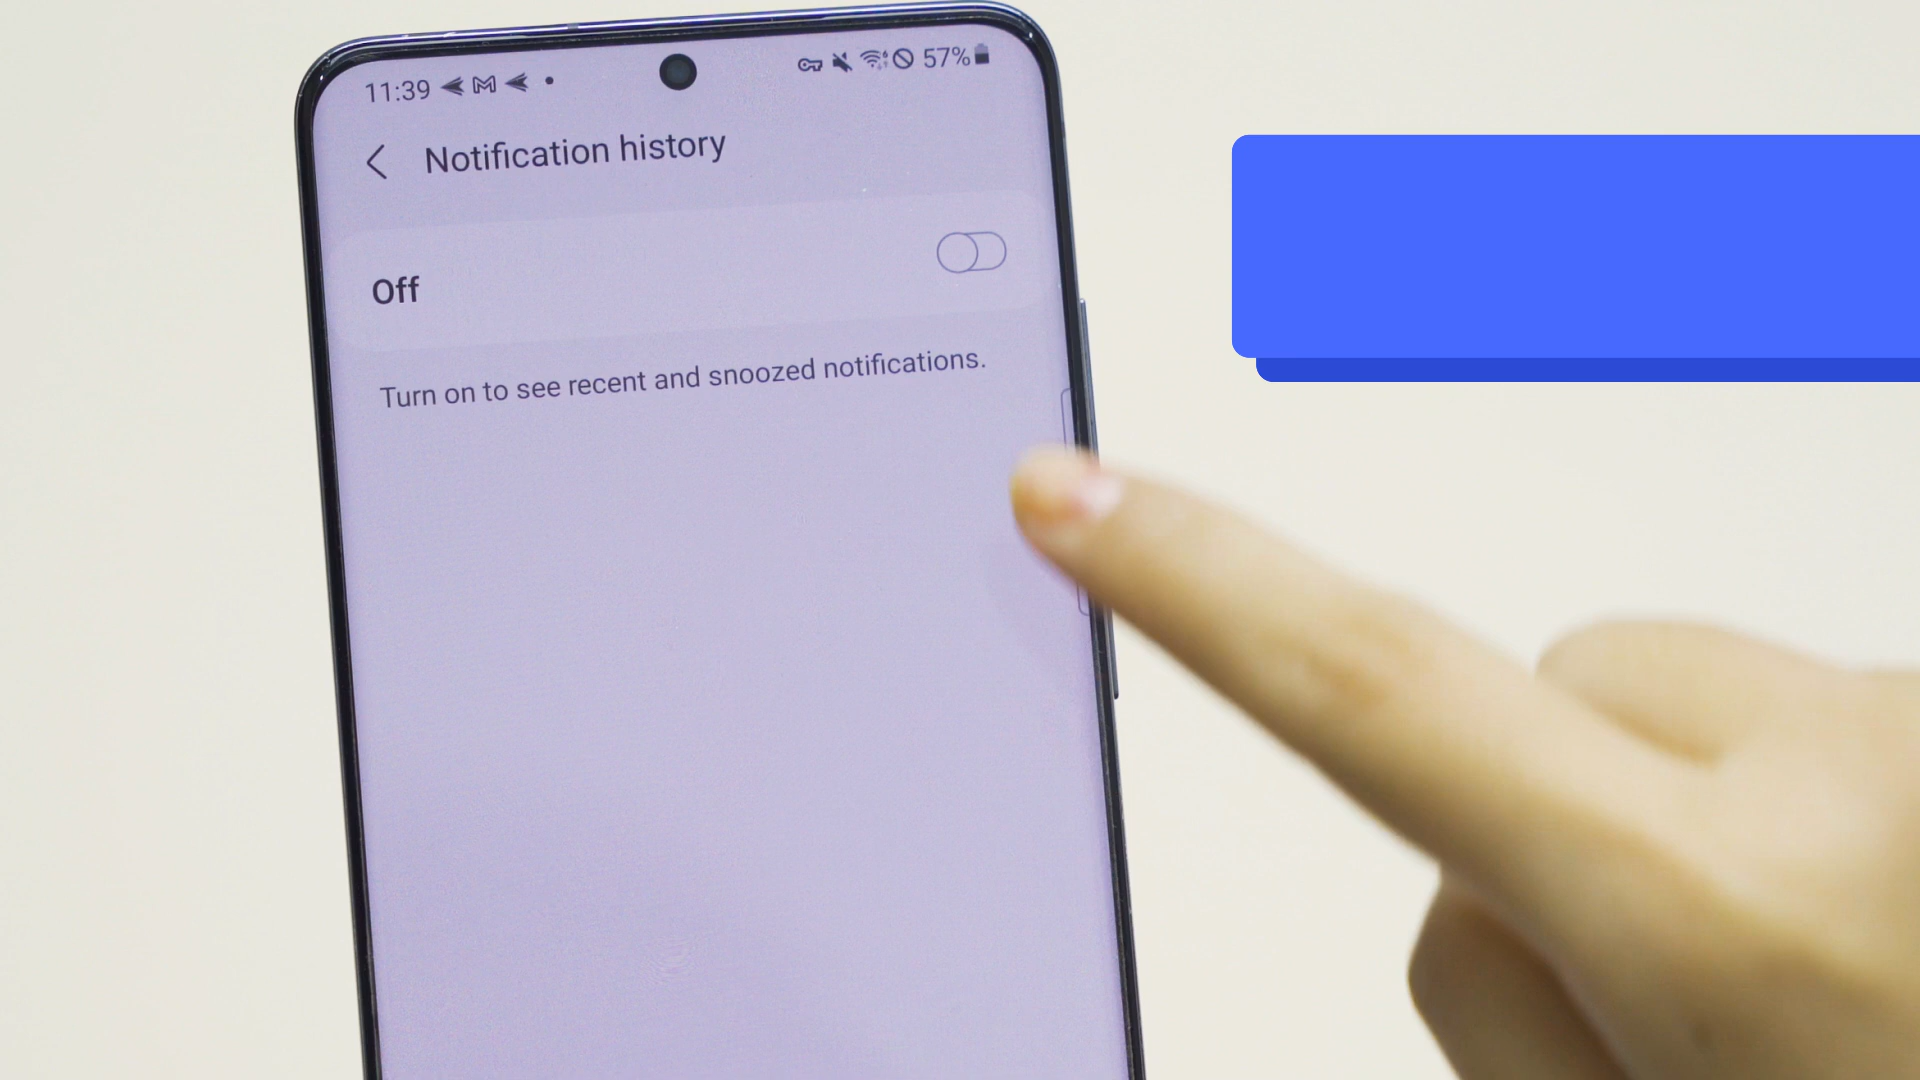 11:39 57%
Notification history
Off
Turn on to see recent and snoozed notifications.